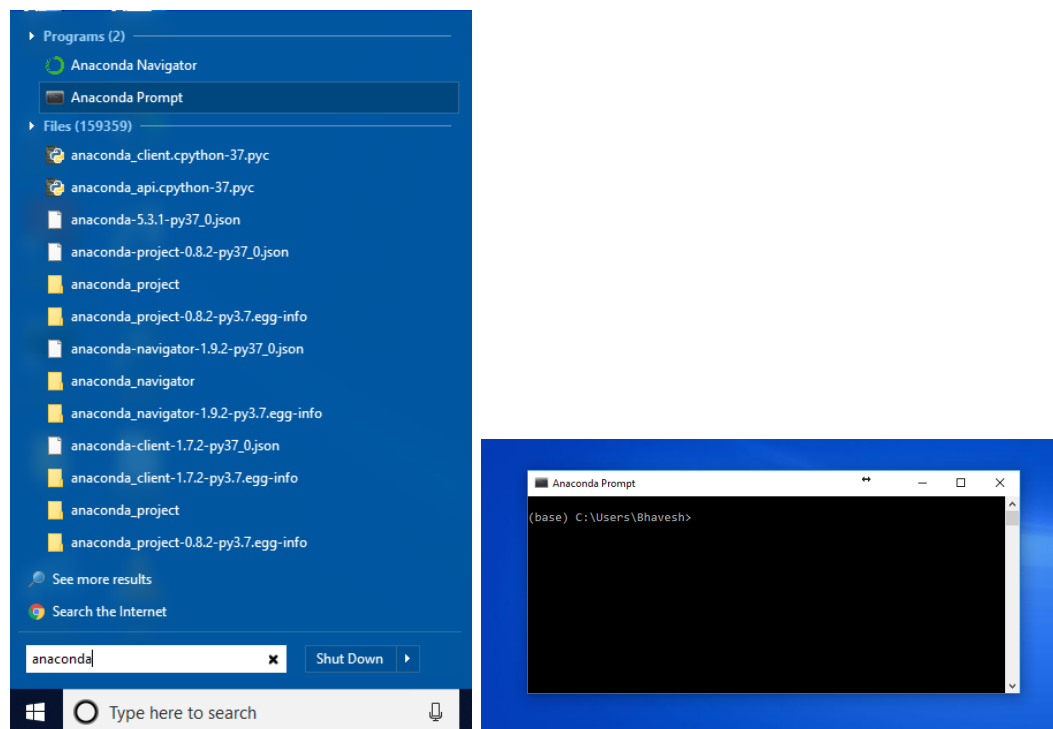 Programs (2)
Anaconda Navigator
Anaconda Prompt
Files (159359)
anaconda_client.cpython-37.pyc
anaconda_api.cpython-37.pyc
anaconda-5.3.1-py37_0.json
anaconda-project-0.8.2-py37_0.json
anaconda_project
anaconda_project-0.8.2-py3.7.egg-info
anaconda-navigator-1.9.2-py37_0.json
anaconda_navigator
anaconda_navigator-1.9.2-py3.7.egg-info
anaconda-client-1.7.2-py37_0.json
anaconda_client-1.7.2-py3.7.egg-info
anaconda_project
anaconda_project-0.8.2-py3.7.egg-info
See more results
Search the Internet
anaconda
Shut Down
Type here to search
Anaconda Prompt
(base) C:\Users\Bhavesh>